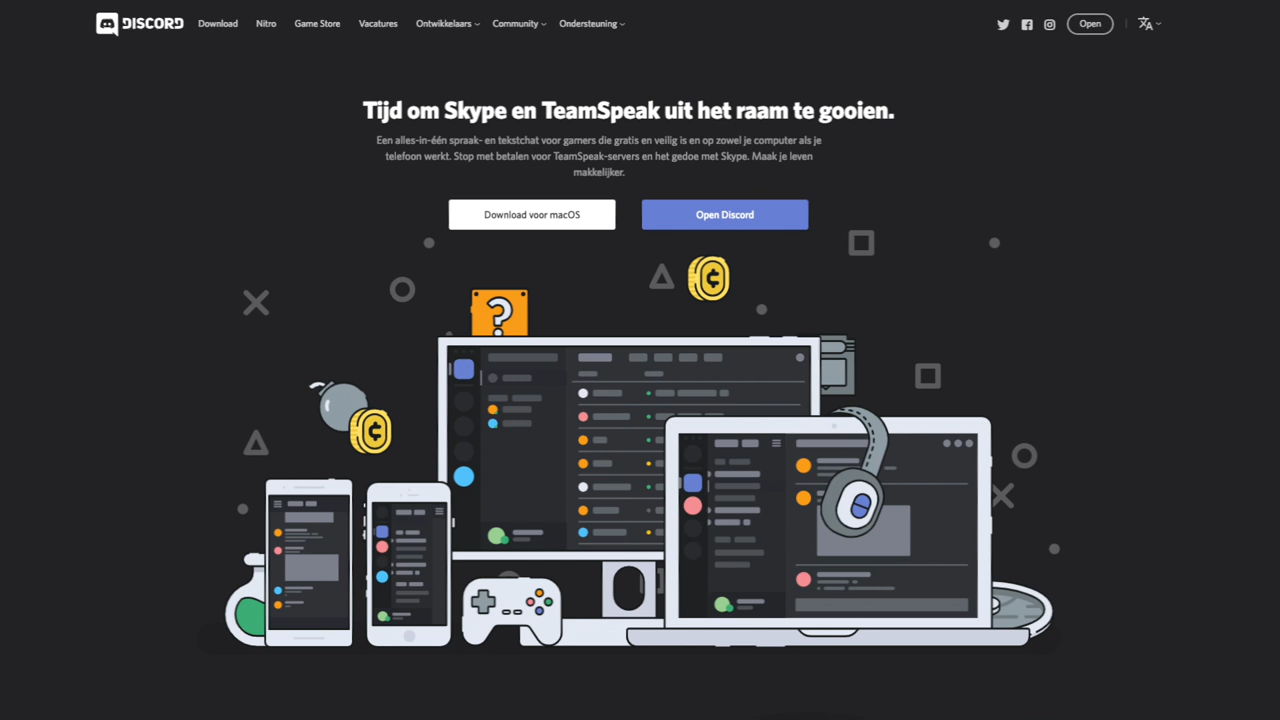 DISCORD Download Nitro Game Store Vacatures Ontwikkelaars Community Ondersteuning Open
Tijd om Skype en TeamSpeak uit het raam te gooien.
Een alles-in-één spraak- en tekstchat voor gamers die gratis en veilig is en op zowel je computer als je
telefoon werkt. Stop met betalen voor TeamSpeak-servers en het gedoe met Skype. Maak je leven
makkelijker.
Download voor macOS Open Discord
?